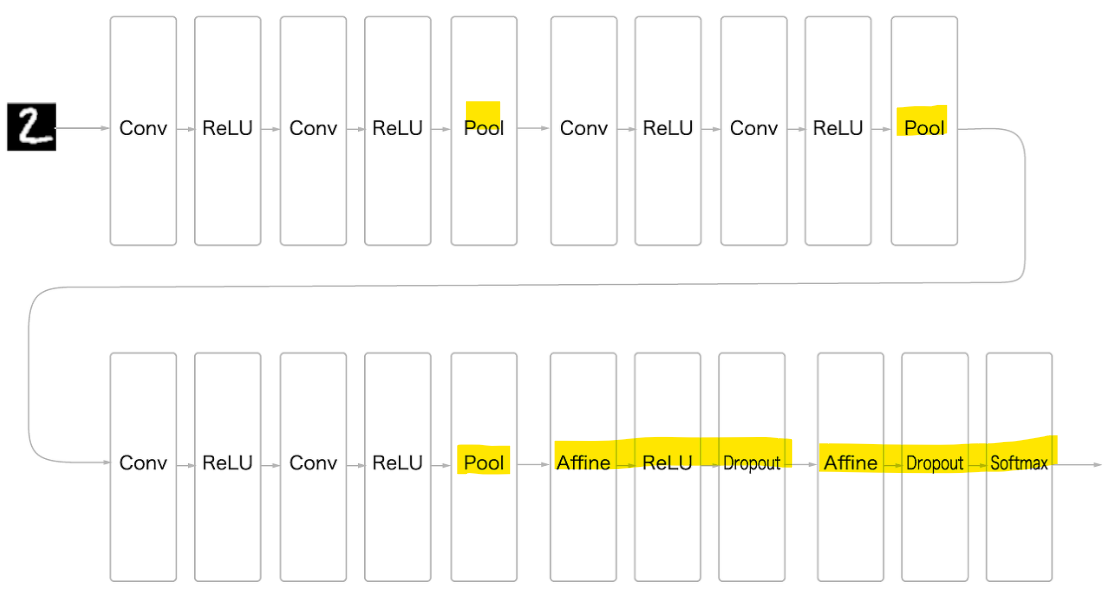 2 Conv ReLU Conv ReLU Pool Conv ReLU Conv ReLU Pool
Conv ReLU Conv ReLU Pool Affine ReLU Dropout Affine Dropout Softmax